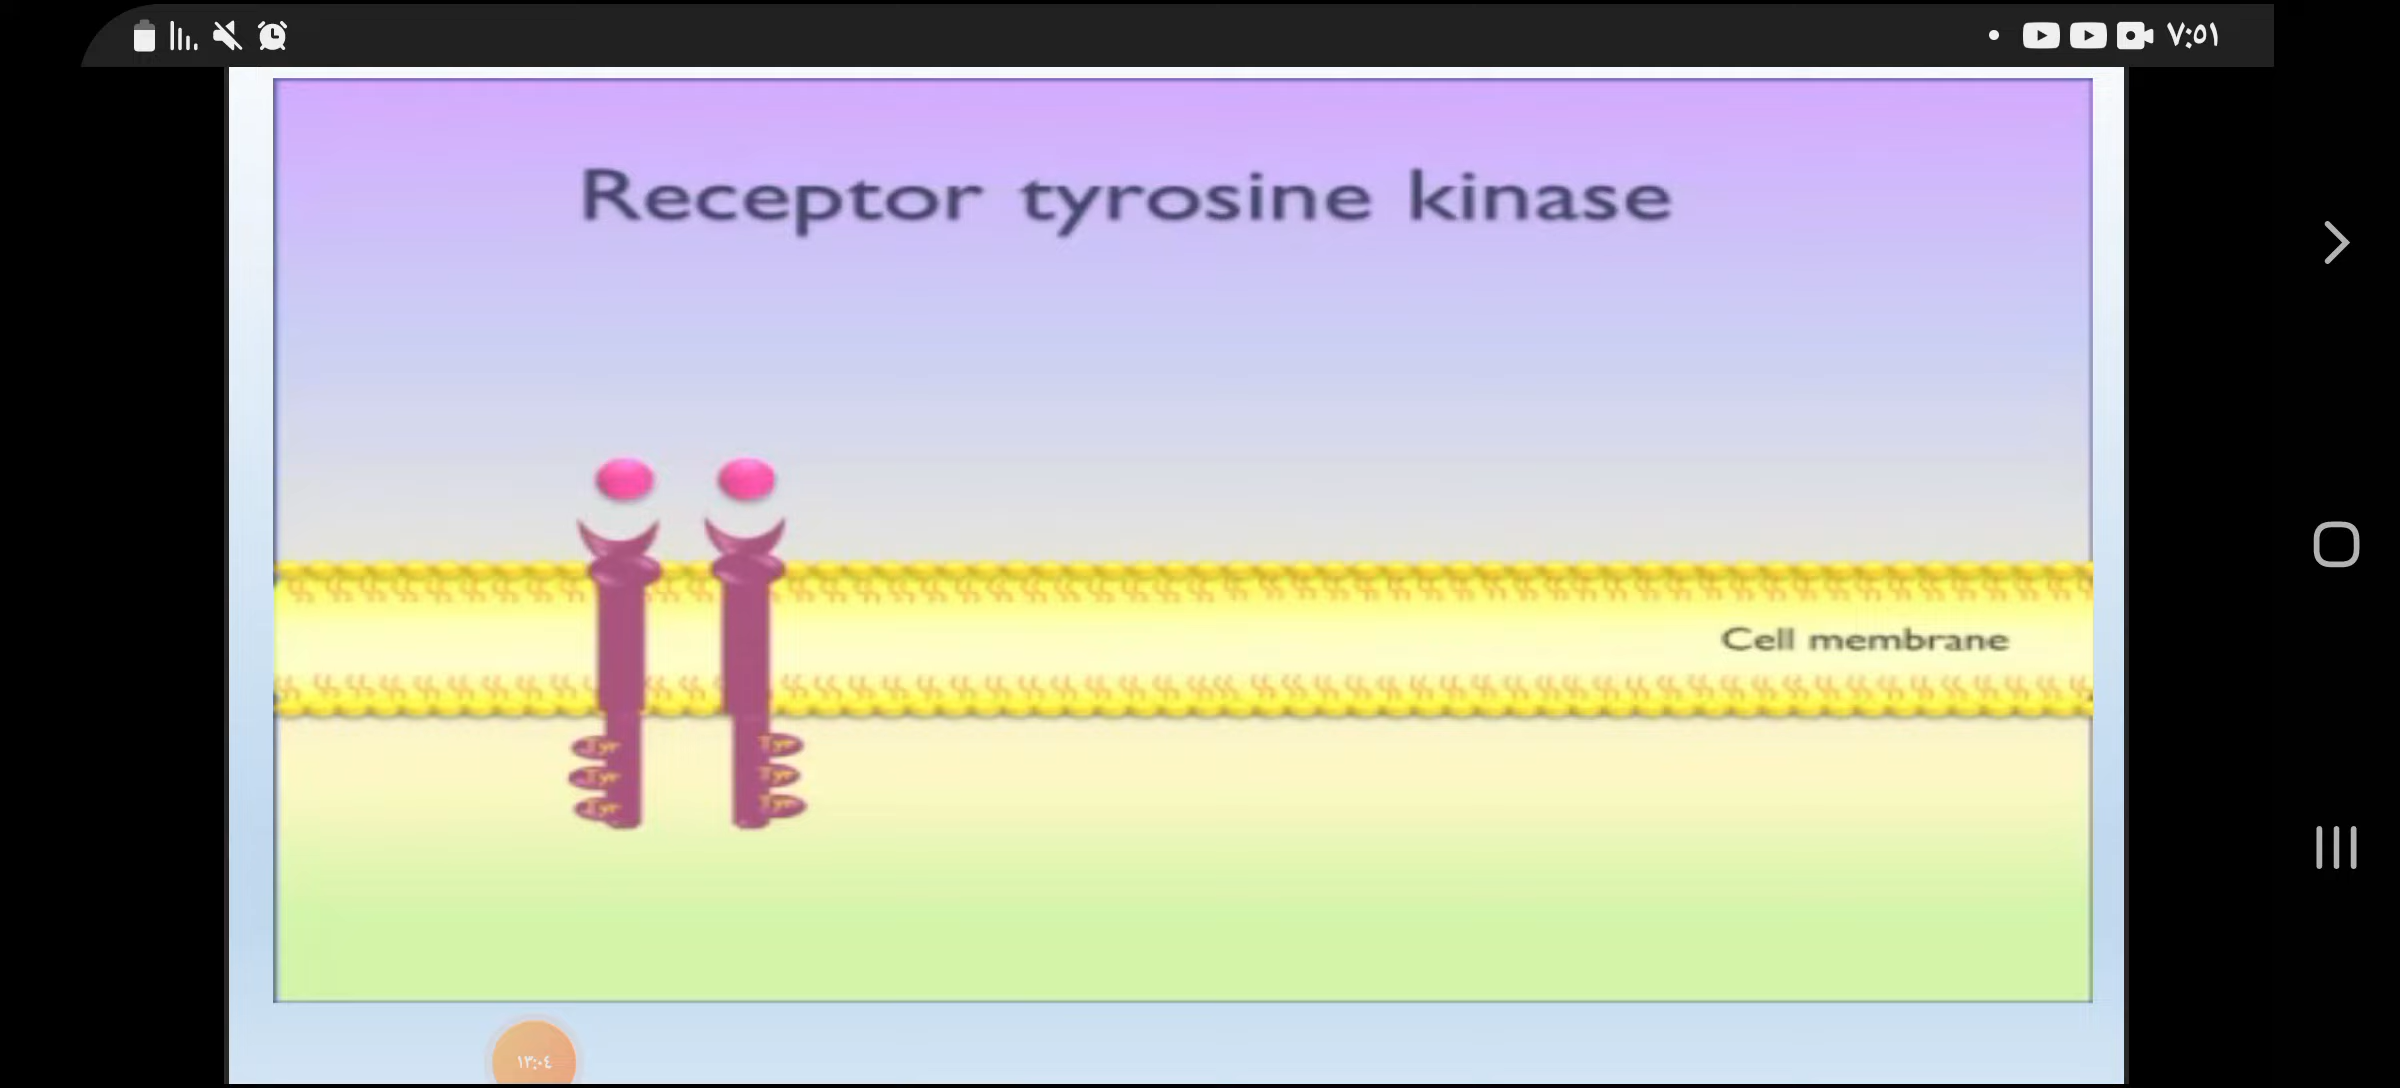 ٧:٥١
Receptor tyrosine kinase
Cell membrane
Tyr Tyr
Tyr Tyr
Tyr Tyr
١٣:٠٤